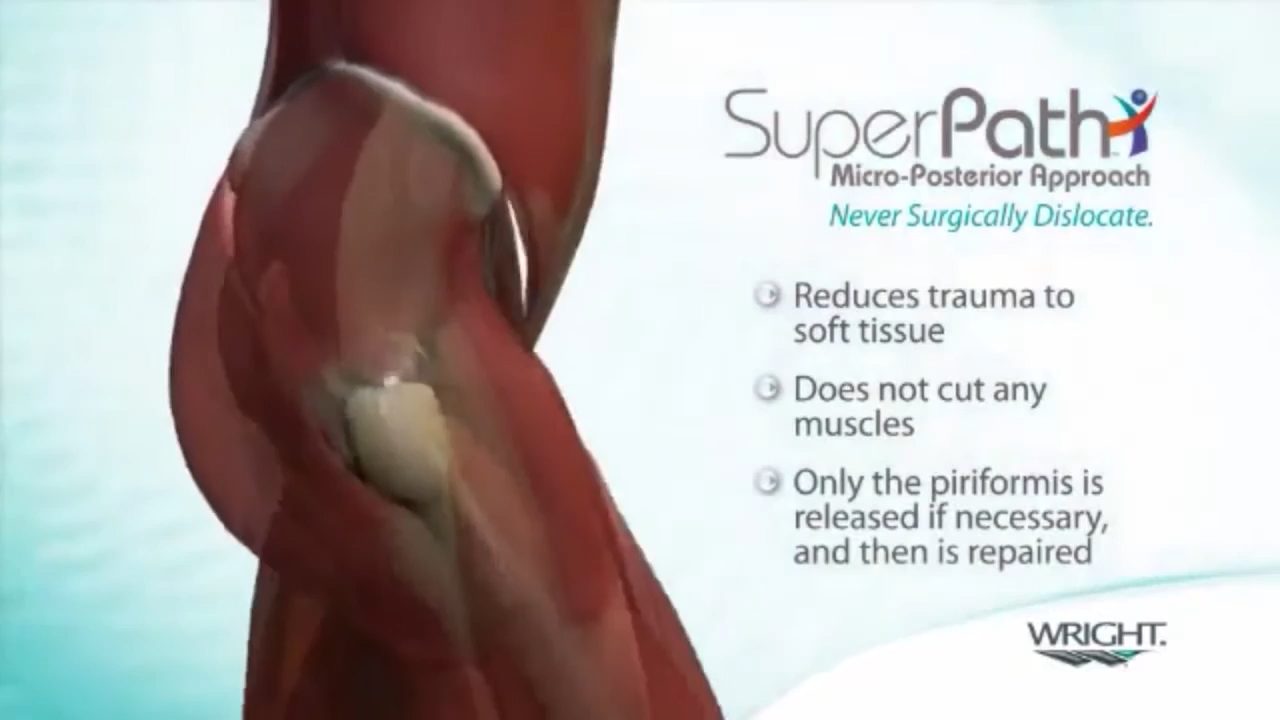 SuperPath
Micro-Posterior Approach
Never Surgically Dislocate.
Reduces trauma to
soft tissue
Does not cut any
muscles
Only the piriformis is
released if necessary,
and then is repaired
WRIGHT.